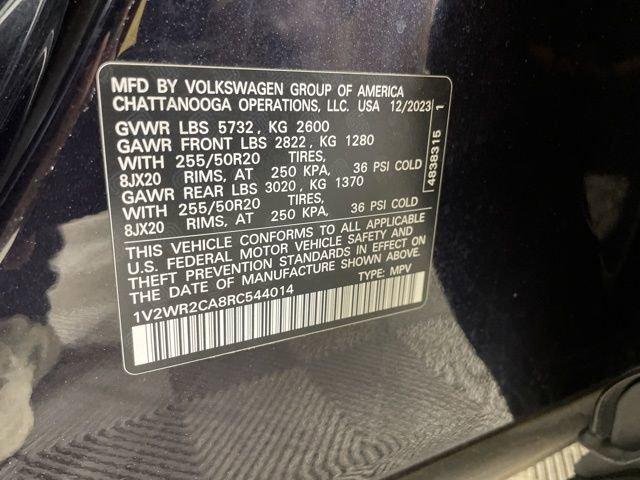 MFD BY VOLKSWAGEN GROUP OF AMERICA
CHATTANOOGA OPERATIONS, LLC. USA 12/2023
GVWR LBS 5732, KG 2600
GAWR FRONT LBS 2822, KG 1280
WITH 255/50R20 TIRES,
8JX20 RIMS, AT 250 KPA, 36 PSI COLD
GAWR REAR LBS 3020, KG 1370
WITH 255/50R20 TIRES,
8JX20 RIMS, AT 250 KPA, 36 PSI COLD
THIS VEHICLE CONFORMS TO ALL APPLICABLE
U.S. FEDERAL MOTOR VEHICLE SAFETY AND
THEFT PREVENTION STANDARDS IN EFFECT ON
THE DATE OF MANUFACTURE SHOWN ABOVE.
1V2WR2CA8RC544014 TYPE: MPV
4838315 1